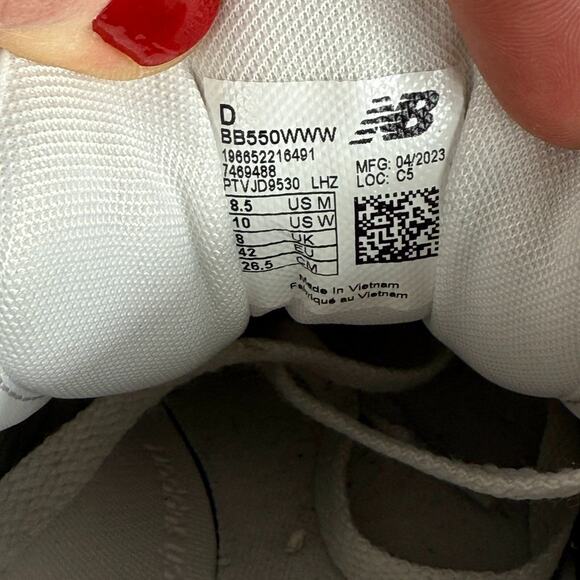 D
BB550WWW
196652216491
7469488
PTVJD9530 LHZ
8.5 US M
10 US W
8 UK
42 EU
26.5 CM
NB
MFG: 04/2023
LOC: C5
Made In Vietnam
Fabriqué au Vietnam